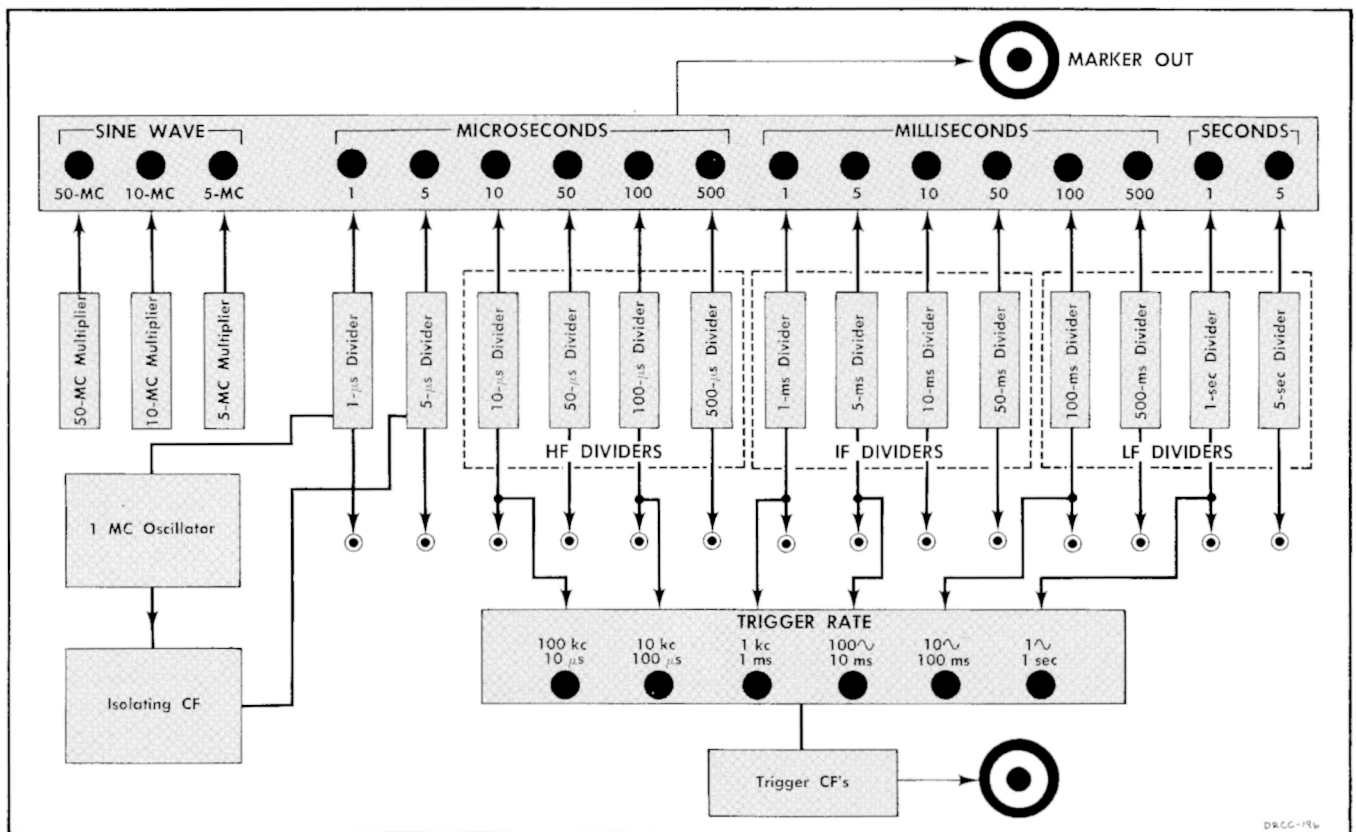 MARKER OUT
SINE WAVE
MICROSECONDS
MILLISECONDS
SECONDS
50-MC 10-MC 5-MC 1 5 10 50 100 500 1 5 10 50 100 500 1 5
50-MC Multiplier
10-MC Multiplier
5-MC Multiplier
1-μs Divider
5-μs Divider
10-μs Divider
50-μs Divider
100-μs Divider
500-μs Divider
1-ms Divider
5-ms Divider
10-ms Divider
50-ms Divider
100-ms Divider
500-ms Divider
1-sec Divider
5-sec Divider
HF DIVIDERS
IF DIVIDERS
LF DIVIDERS
1 MC Oscillator
Isolating CF
TRIGGER RATE
100 kc 10 kc 1 kc 100∿ 10∿ 1∿
10 μs 100 μs 1 ms 10 ms 100 ms 1 sec
Trigger CF's
DRCC-196